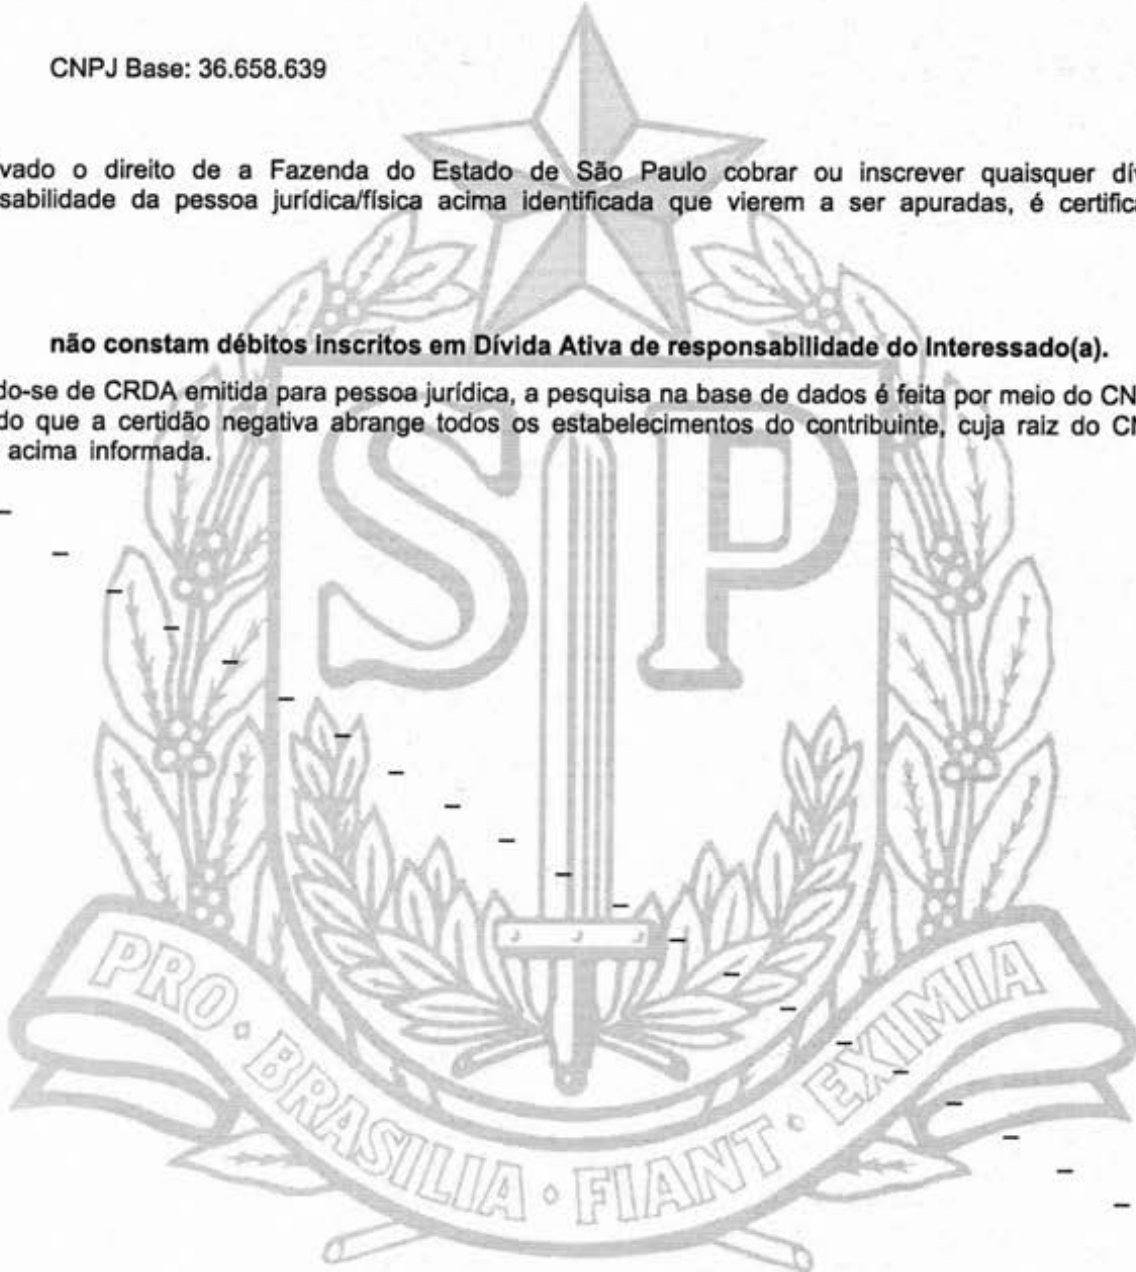 CNPJ Base: 36.658.639
vado o direito de a Fazenda do Estado de São Paulo cobrar ou inscrever quaisquer dív
sabilidade da pessoa jurídica/física acima identificada que vierem a ser apuradas, é certifica
não constam débitos inscritos em Dívida Ativa de responsabilidade do Interessado(a).
do-se de CRDA emitida para pessoa jurídica, a pesquisa na base de dados é feita por meio do CN
do que a certidão negativa abrange todos os estabelecimentos do contribuinte, cuja raiz do CN
acima informada.
SP
PRO BRASILIA FIANT EXIMIA